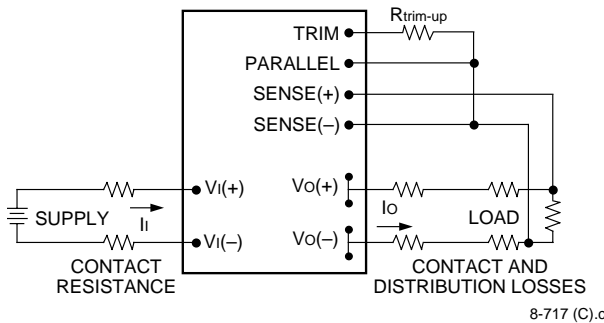 Rtrim-up
TRIM
PARALLEL
SENSE(+)
SENSE(–)
VI(+)
VO(+)
IO
SUPPLY
II
LOAD
VI(–)
VO(–)
CONTACT
RESISTANCE
CONTACT AND
DISTRIBUTION LOSSES
8-717 (C).c